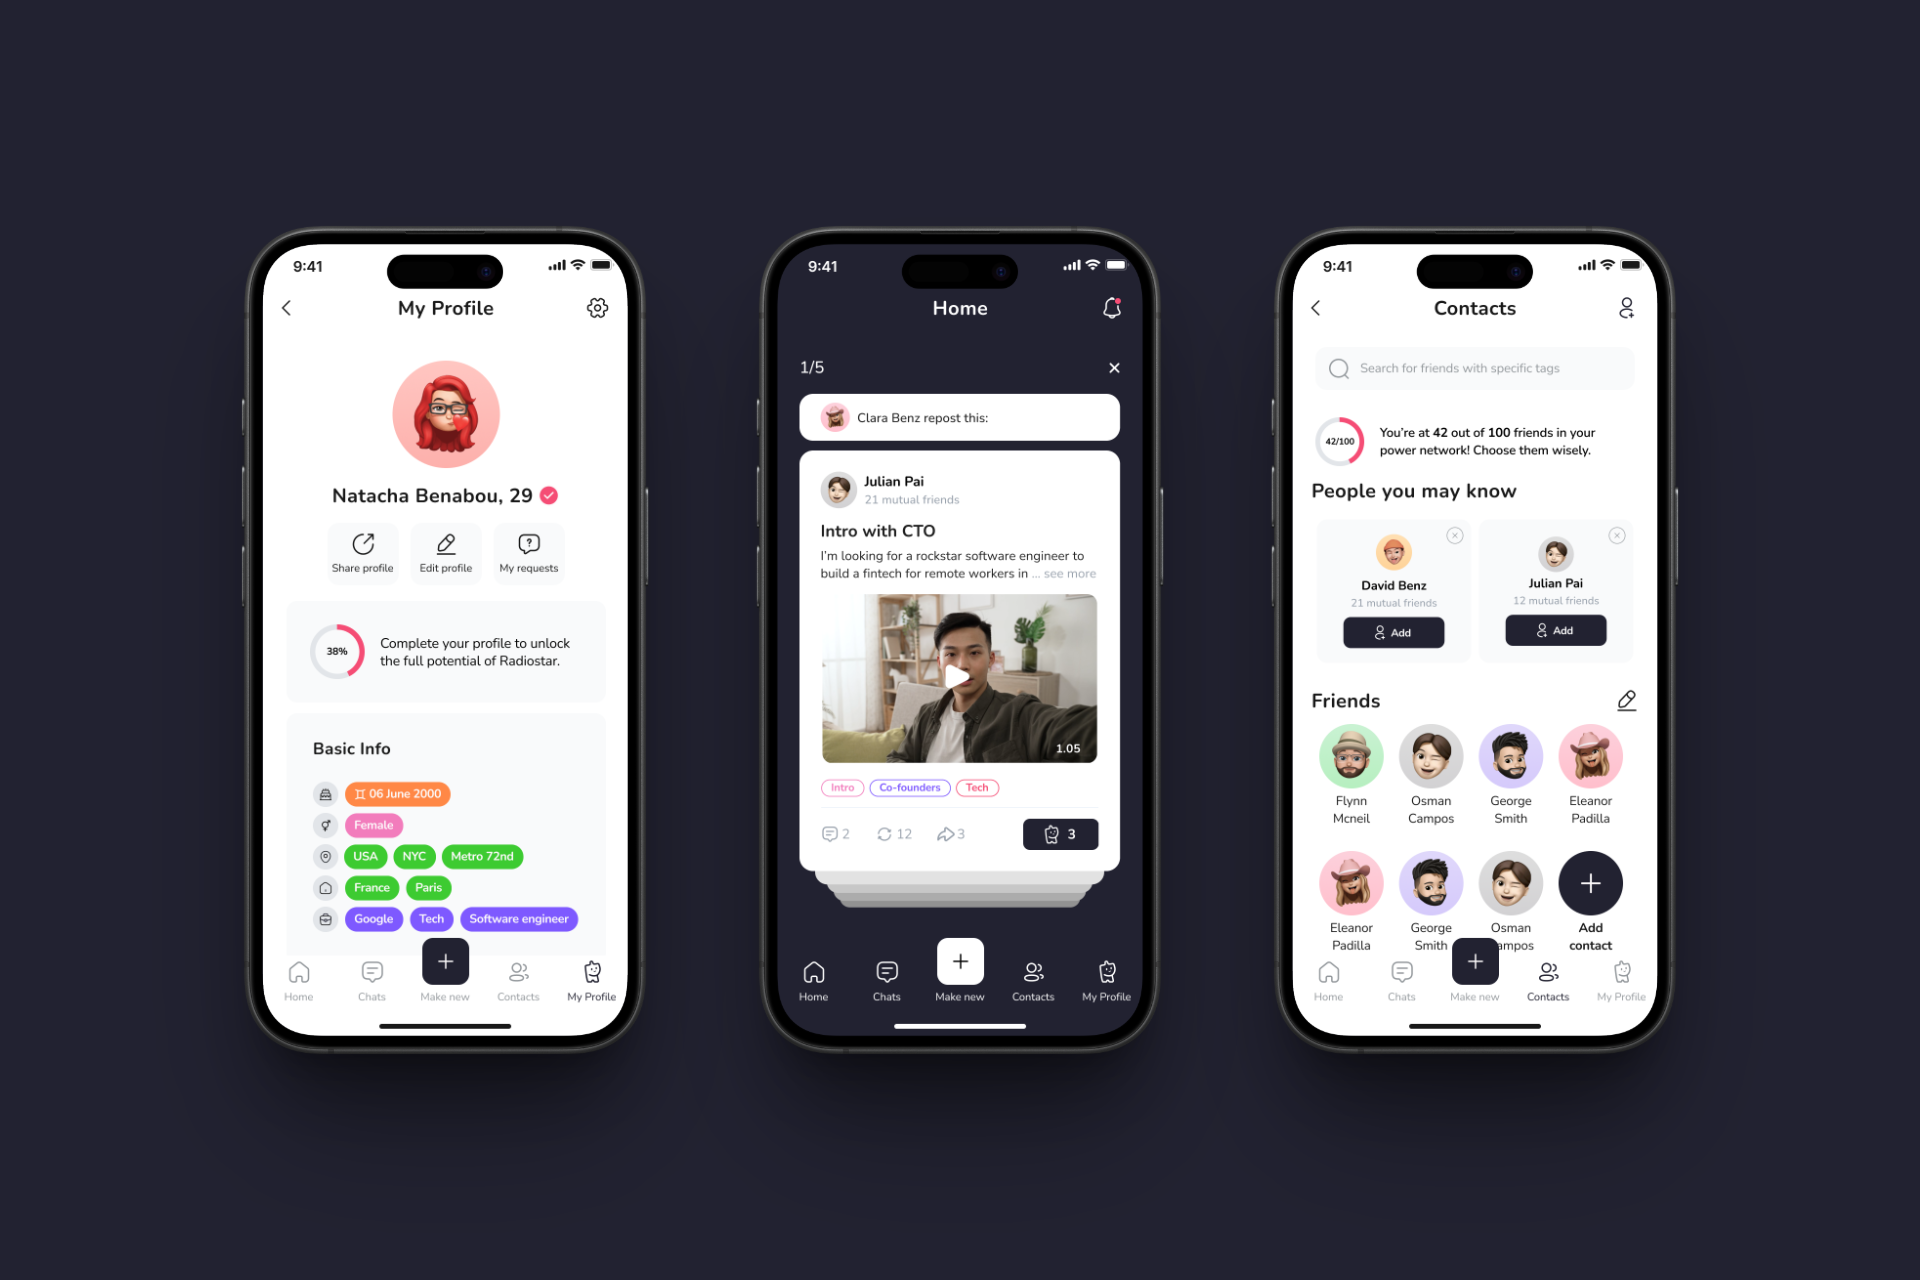 9:41
My Profile
Natacha Benabou, 29
Share profile
Edit profile
My requests
38%
Complete your profile to unlock
the full potential of Radiostar.
Basic Info
06 June 2000
Female
USA
NYC
Metro 72nd
France
Paris
Google
Tech
Software engineer
Home
Chats
Make new
Contacts
My Profile
9:41
Home
1/5
Clara Benz repost this:
Julian Pai
21 mutual friends
Intro with CTO
I'm looking for a rockstar software engineer to
build a fintech for remote workers in ... see more
1.05
Intro
Co-founders
Tech
2
12
3
3
Home
Chats
Make new
Contacts
My Profile
9:41
Contacts
Search for friends with specific tags
42/100
You're at 42 out of 100 friends in your
power network! Choose them wisely.
People you may know
David Benz
21 mutual friends
Add
Julian Pai
12 mutual friends
Add
Friends
Flynn
Mcneil
Osman
Campos
George
Smith
Eleanor
Padilla
Eleanor
Padilla
George
Smith
Osman
ampos
Add
contact
Home
Chats
Make new
Contacts
My Profile